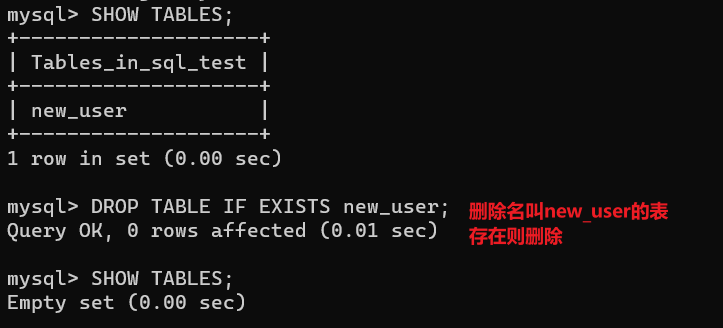 mysql> SHOW TABLES;
+--------------------+
| Tables_in_sql_test |
+--------------------+
| new_user           |
+--------------------+
1 row in set (0.00 sec)
mysql> DROP TABLE IF EXISTS new_user; 删除名叫new_user的表
Query OK, 0 rows affected (0.01 sec) 存在则删除
mysql> SHOW TABLES;
Empty set (0.00 sec)